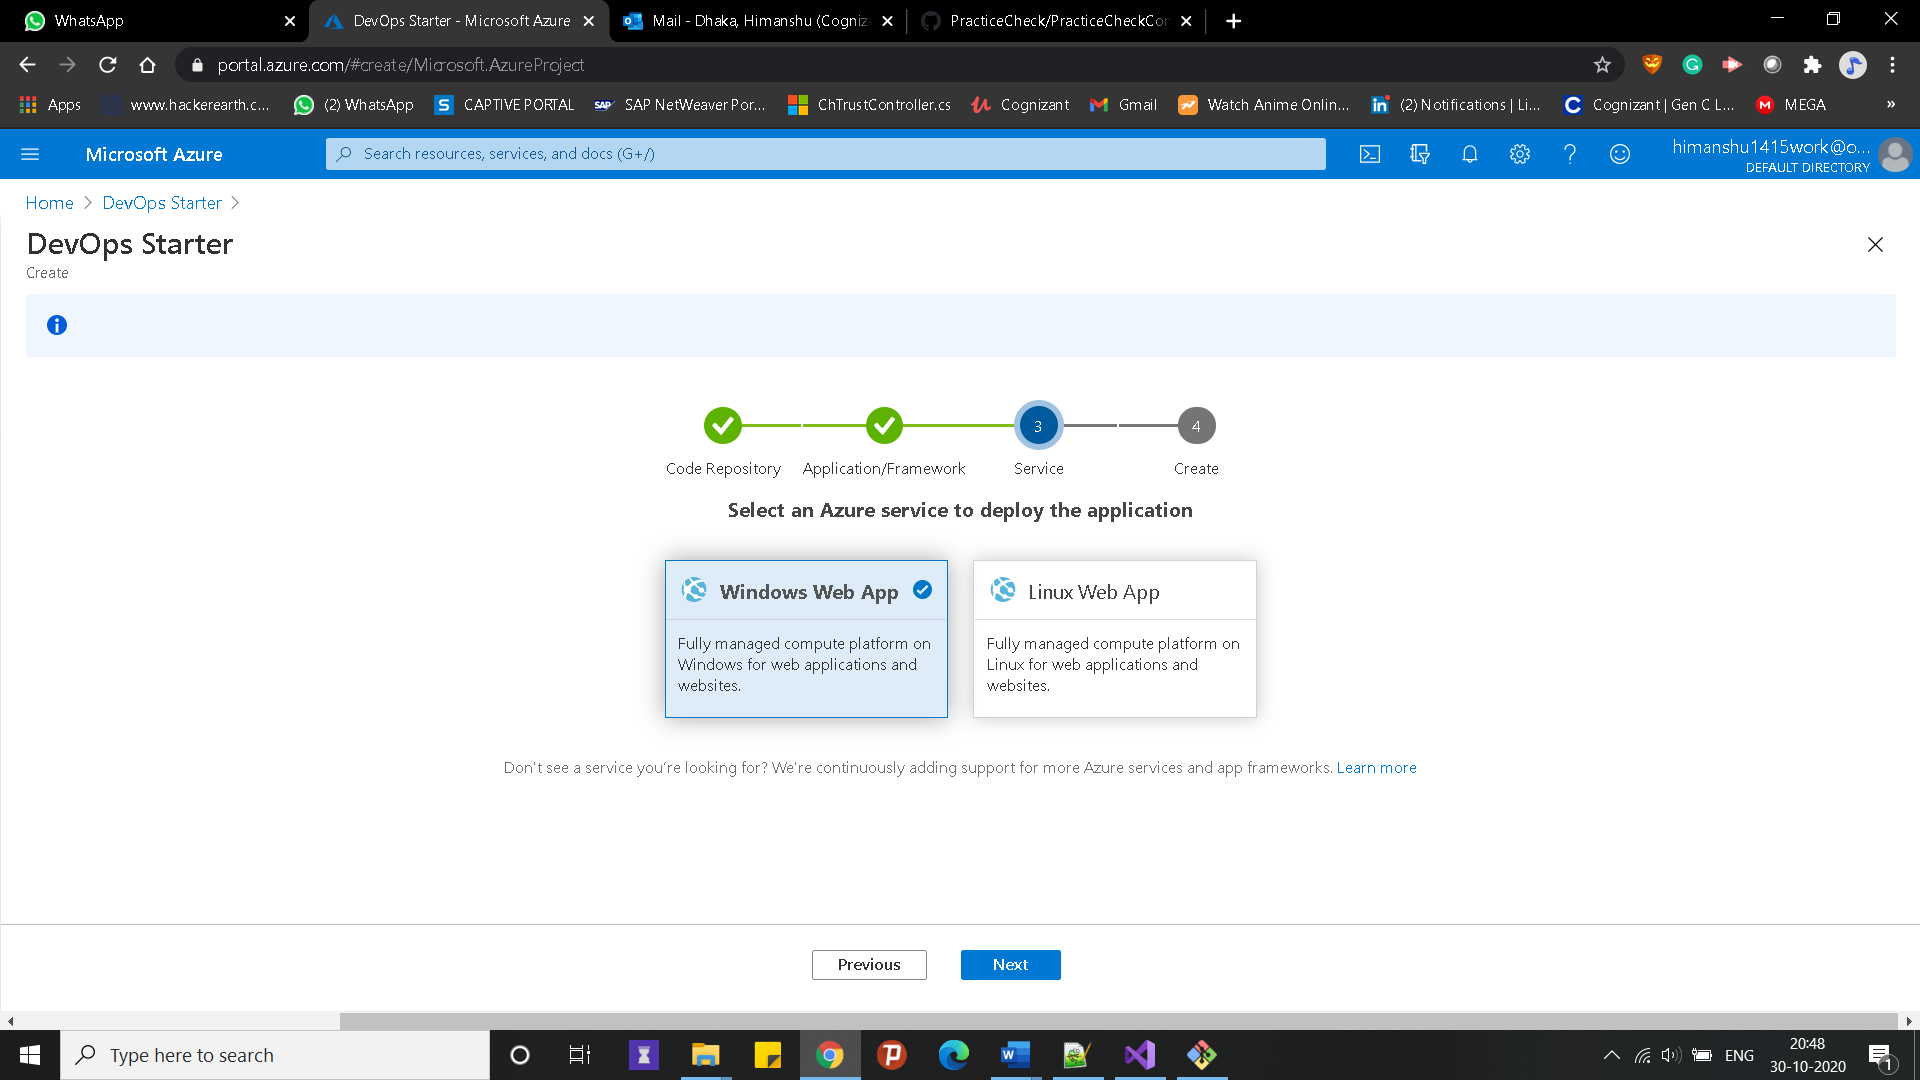 WhatsApp
DevOps Starter - Microsoft Azure
Mail - Dhaka, Himanshu (Cogniz
PracticeCheck/PracticeCheckCor
portal.azure.com/#create/Microsoft.AzureProject
Apps
www.hackerearth.c...
(2) WhatsApp
S CAPTIVE PORTAL
SAP SAP NetWeaver Por...
ChTrustController.cs
Cognizant
Gmail
Watch Anime Onlin...
in (2) Notifications | Li...
C Cognizant | Gen C L...
M MEGA
»
Microsoft Azure
Search resources, services, and docs (G+/)
himanshu1415work@o...
DEFAULT DIRECTORY
Home > DevOps Starter >
DevOps Starter
Create
3
4
Code Repository
Application/Framework
Service
Create
Select an Azure service to deploy the application
Windows Web App
Fully managed compute platform on
Windows for web applications and
websites.
Linux Web App
Fully managed compute platform on
Linux for web applications and
websites.
Don't see a service you're looking for? We're continuously adding support for more Azure services and app frameworks. Learn more
Previous
Next
Type here to search
ENG
20:48
30-10-2020
1